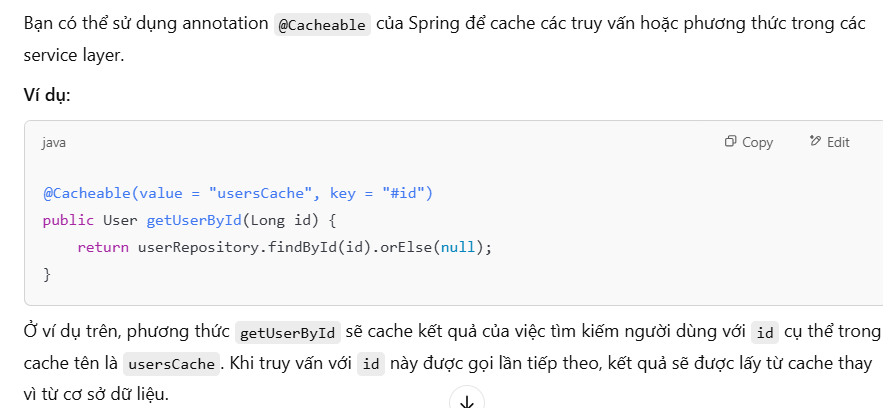 Bạn có thể sử dụng annotation @Cacheable của Spring để cache các truy vấn hoặc phương thức trong các
service layer.
Ví dụ:
java
Copy
Edit
@Cacheable(value = "usersCache", key = "#id")
public User getUserById(Long id) {
    return userRepository.findById(id).orElse(null);
}
Ở ví dụ trên, phương thức getUserById sẽ cache kết quả của việc tìm kiếm người dùng với id cụ thể trong
cache tên là usersCache. Khi truy vấn với id này được gọi lần tiếp theo, kết quả sẽ được lấy từ cache thay
vì từ cơ sở dữ liệu.